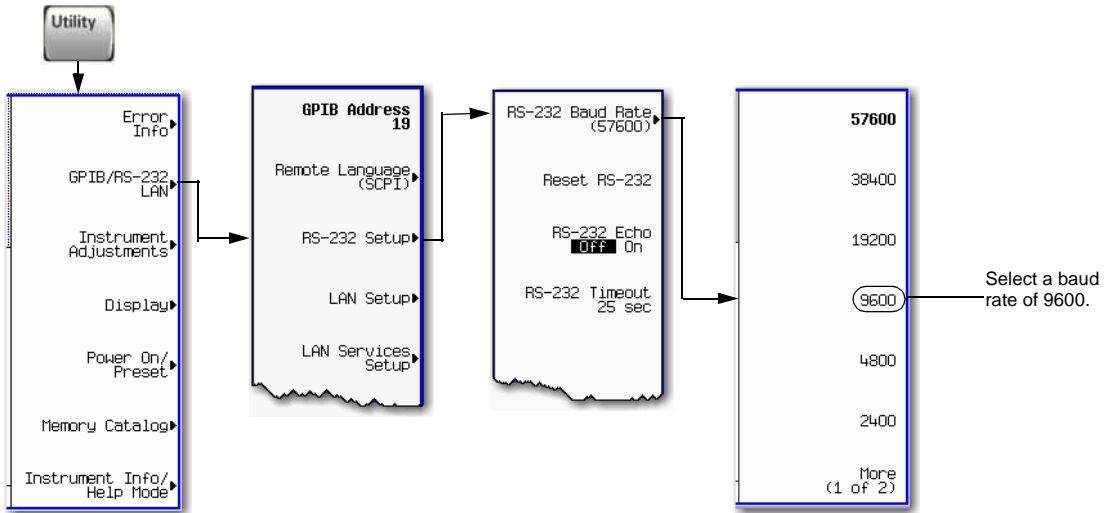 Utility
Error
Info
GPIB/RS-232
LAN
Instrument
Adjustments
Display
Power On/
Preset
Memory Catalog
Instrument Info/
Help Mode
GPIB Address
19
Remote Language
(SCPI)
RS-232 Setup
LAN Setup
LAN Services
Setup
RS-232 Baud Rate
(57600)
Reset RS-232
RS-232 Echo
Off On
RS-232 Timeout
25 sec
57600
38400
19200
9600
4800
2400
More
(1 of 2)
Select a baud
rate of 9600.